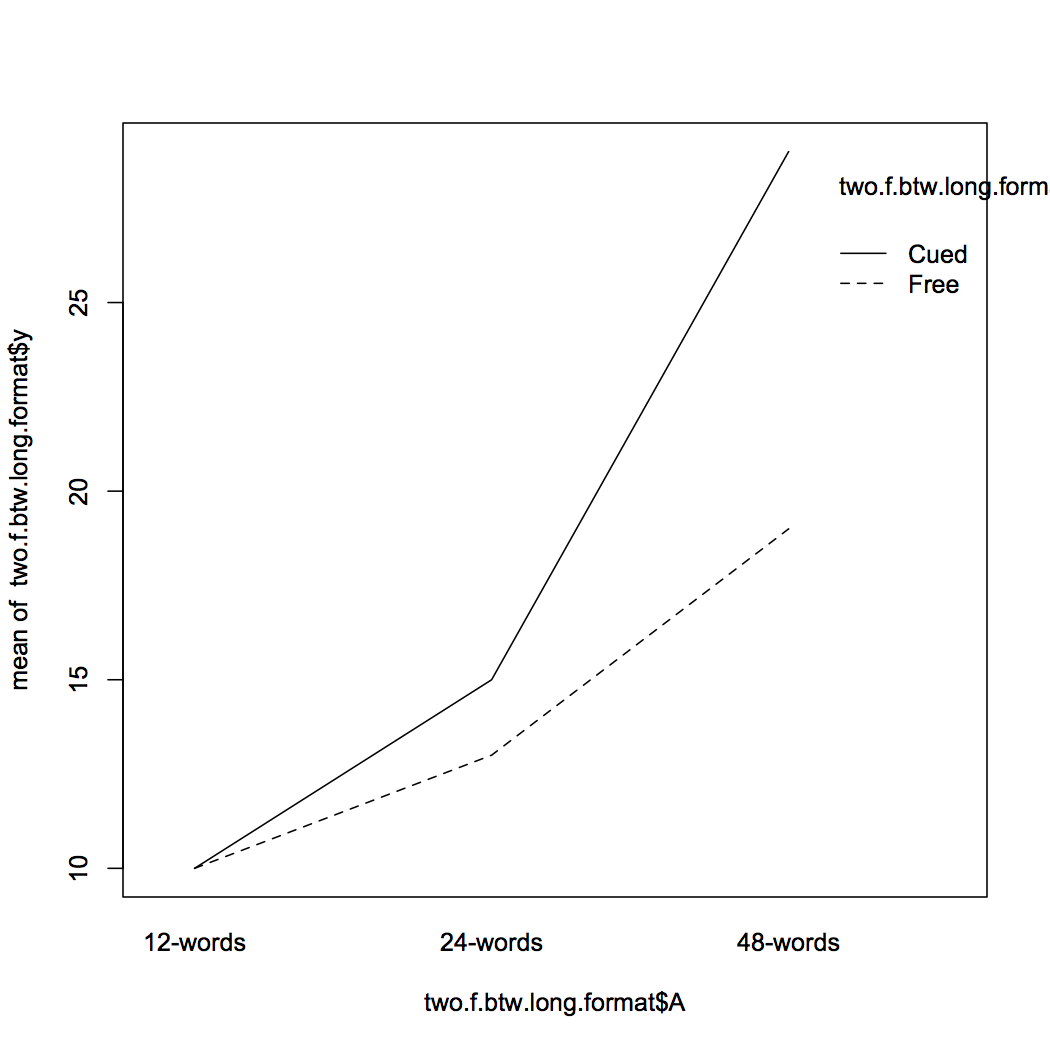 two.f.btw.long.form
Cued
Free
mean of two.f.btw.long.format$y
25
20
15
10
12-words 24-words 48-words
two.f.btw.long.format$A